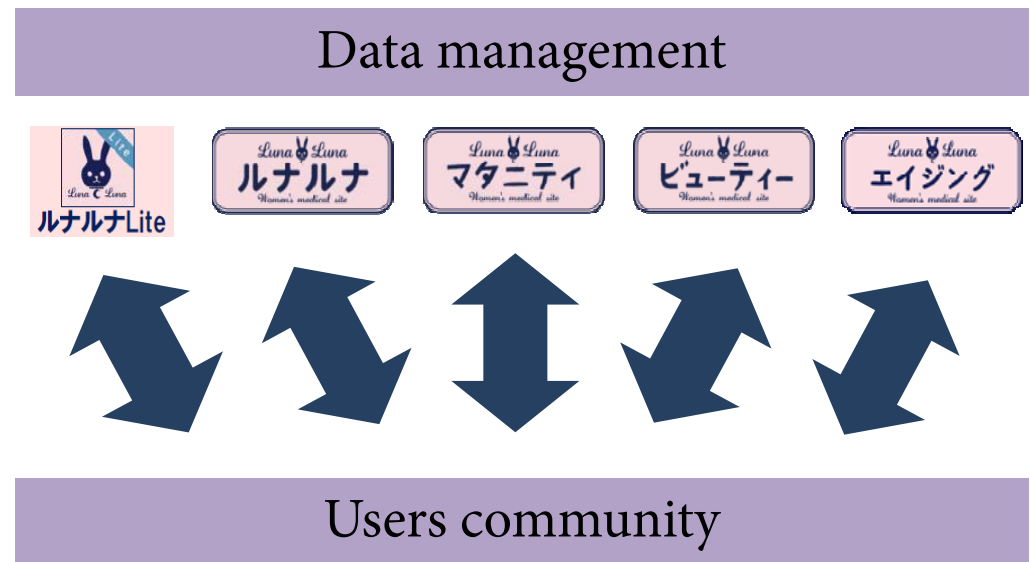 Data management
Lite
Luna Luna
ルナルナLite
Luna Luna
ルナルナ
Women's medical site
Luna Luna
マタニティ
Women's medical site
Luna Luna
ビューティー
Women's medical site
Luna Luna
エイジング
Women's medical site
Users community